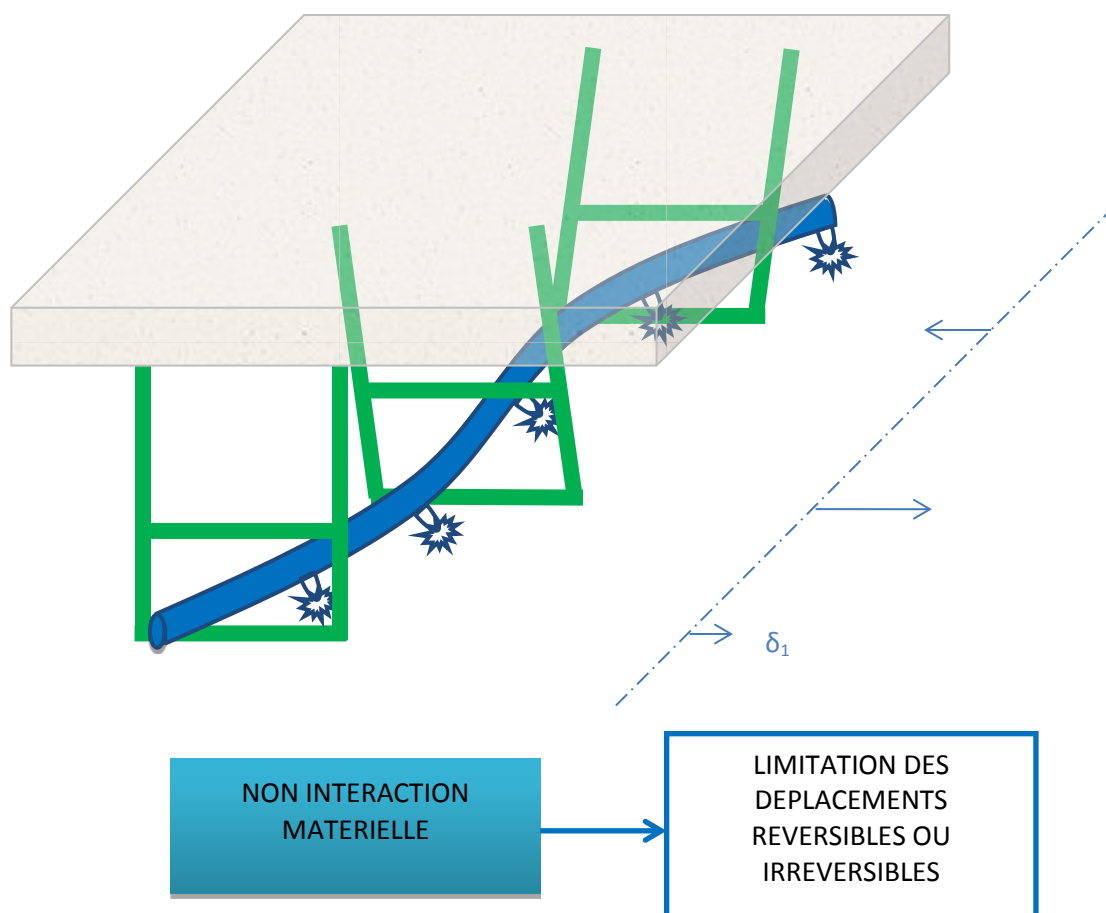 δ₁
NON INTERACTION
MATERIELLE
LIMITATION DES
DEPLACEMENTS
REVERSIBLES OU
IRREVERSIBLES